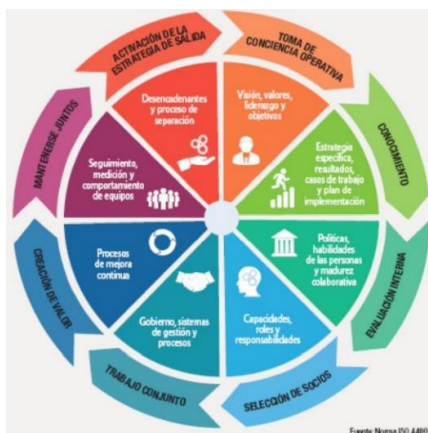 ACTIVACIÓN DE LA
ESTRATEGIA DE SALIDA
TOMA DE
CONCIENCIA OPERATIVA
CONOCIMIENTO
EVALUACIÓN INTERNA
SELECCIÓN DE SOCIOS
TRABAJO CONJUNTO
CREACIÓN DE VALOR
MANTENERSE JUNTOS
Desencadenantes
y proceso de
separación
Visión, valores,
liderazgo y
objetivos
Estrategia
específica,
resultados,
casos de trabajo
y plan de
implementación
Políticas,
habilidades
de las personas
y madurez
colaborativa
Capacidades,
roles y
responsabilidades
Gobierno, sistemas
de gestión y
procesos
Procesos
de mejora
continua
Seguimiento,
medición y
comportamiento
de equipos
Fuente: Norma ISO